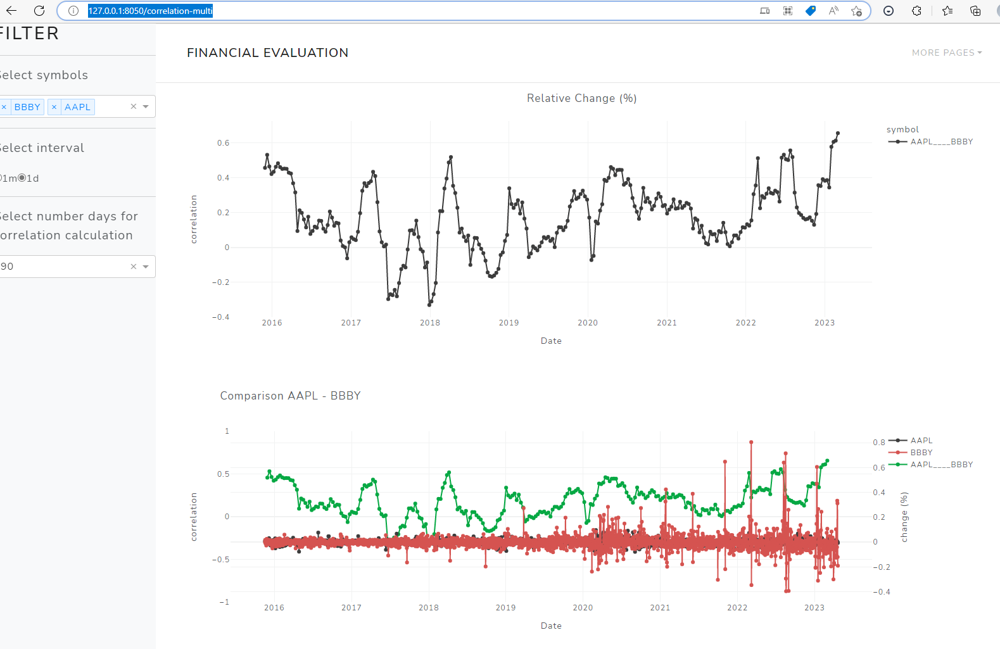 127.0.0.1:8050/correlation-multi
FILTER
FINANCIAL EVALUATION
MORE PAGES
Select symbols
× BBBY × AAPL ×
Select interval
1m 1d
Select number days for
correlation calculation
90 ×
Relative Change (%)
symbol
AAPL____BBBY
correlation
0.6
0.4
0.2
0
−0.2
−0.4
2016 2017 2018 2019 2020 2021 2022 2023
Date
Comparison AAPL - BBBY
AAPL
BBBY
AAPL____BBBY
correlation
1
0.5
0
−0.5
−1
0.8
0.6
0.4
0.2
0
−0.2
−0.4
change (%)
2016 2017 2018 2019 2020 2021 2022 2023
Date